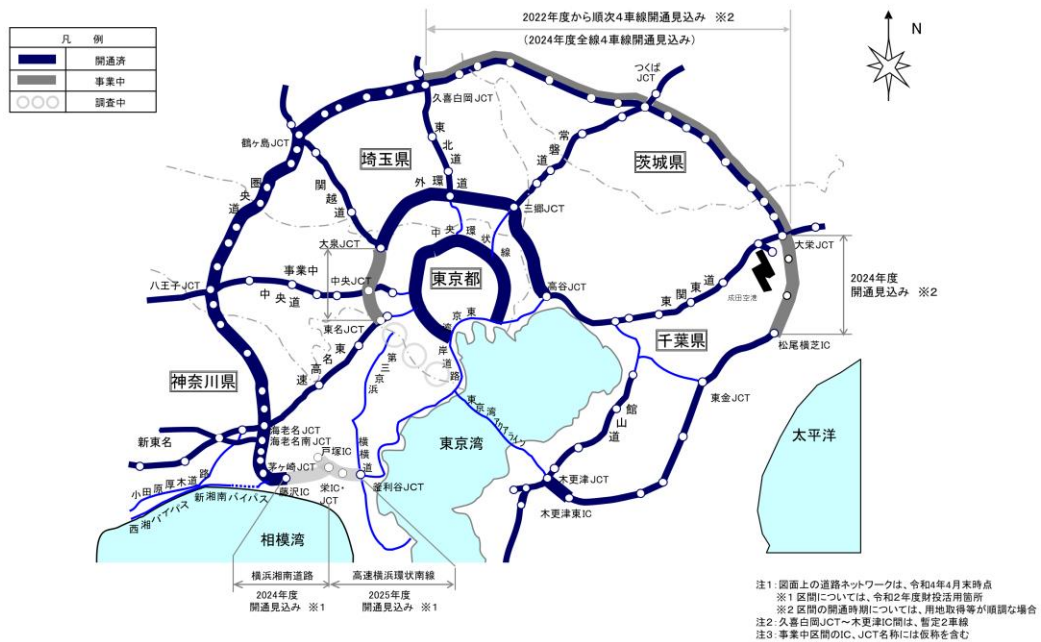 2022年度から順次4車線開通見込み ※2
(2024年度全線4車線開通見込み)
N
凡 例
開通済
事業中
調査中
つくば
JCT
久喜白岡JCT
鶴ヶ島JCT
埼玉県
東北道
常磐道
茨城県
圏央道
関越道
外環道
三郷JCT
大泉JCT
中央環状線
大栄JCT
八王子JCT
事業中
中央道
中央JCT
東京都
高谷JCT
東関東道
成田空港
2024年度
開通見込み ※2
東名JCT
東京湾岸道路
千葉県
松尾横芝IC
東名高速
第三京浜
神奈川県
東金JCT
東京湾アクアライン
館山道
太平洋
新東名
海老名JCT
海老名南JCT
戸塚IC
横横道
東京湾
茅ヶ崎JCT
小田原厚木道路
新湘南バイパス
西湘バイパス
藤沢IC
栄IC・
JCT
釜利谷JCT
木更津JCT
木更津東IC
相模湾
横浜湘南道路
高速横浜環状南線
2024年度
開通見込み ※1
2025年度
開通見込み ※1
注1:図面上の道路ネットワークは、令和4年4月末時点
※1 区間については、令和2年度財投活用箇所
※2 区間の開通時期については、用地取得等が順調な場合
注2:久喜白岡JCT～木更津IC間は、暫定2車線
注3:事業中区間のIC、JCT名称には仮称を含む